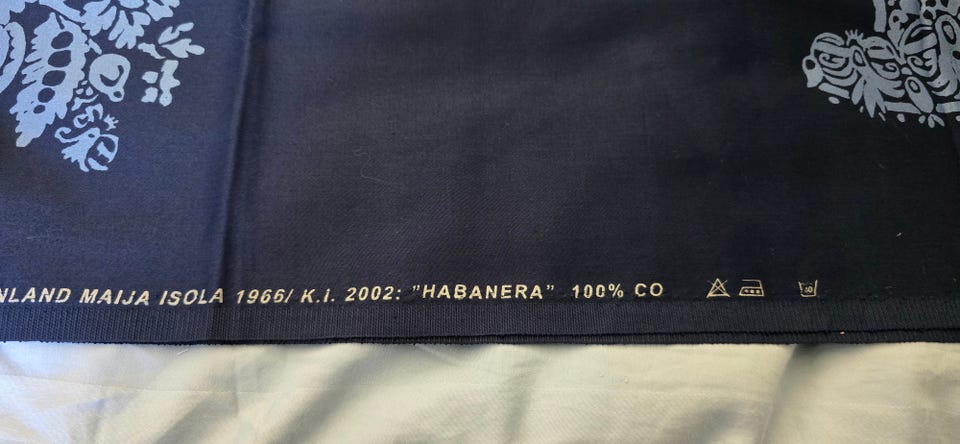 NLAND MAIJA ISOLA 1966/ K.i. 2002: "HABANERA" 100% CO